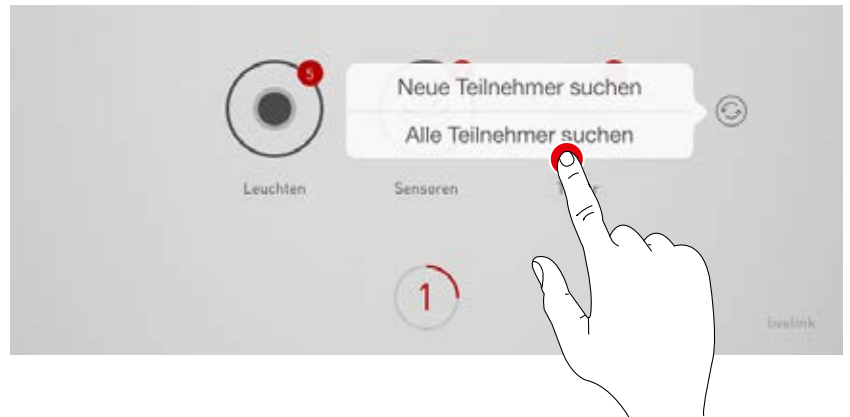 5
Neue Teilnehmer suchen
Alle Teilnehmer suchen
Leuchten
Sensoren
1
livelink